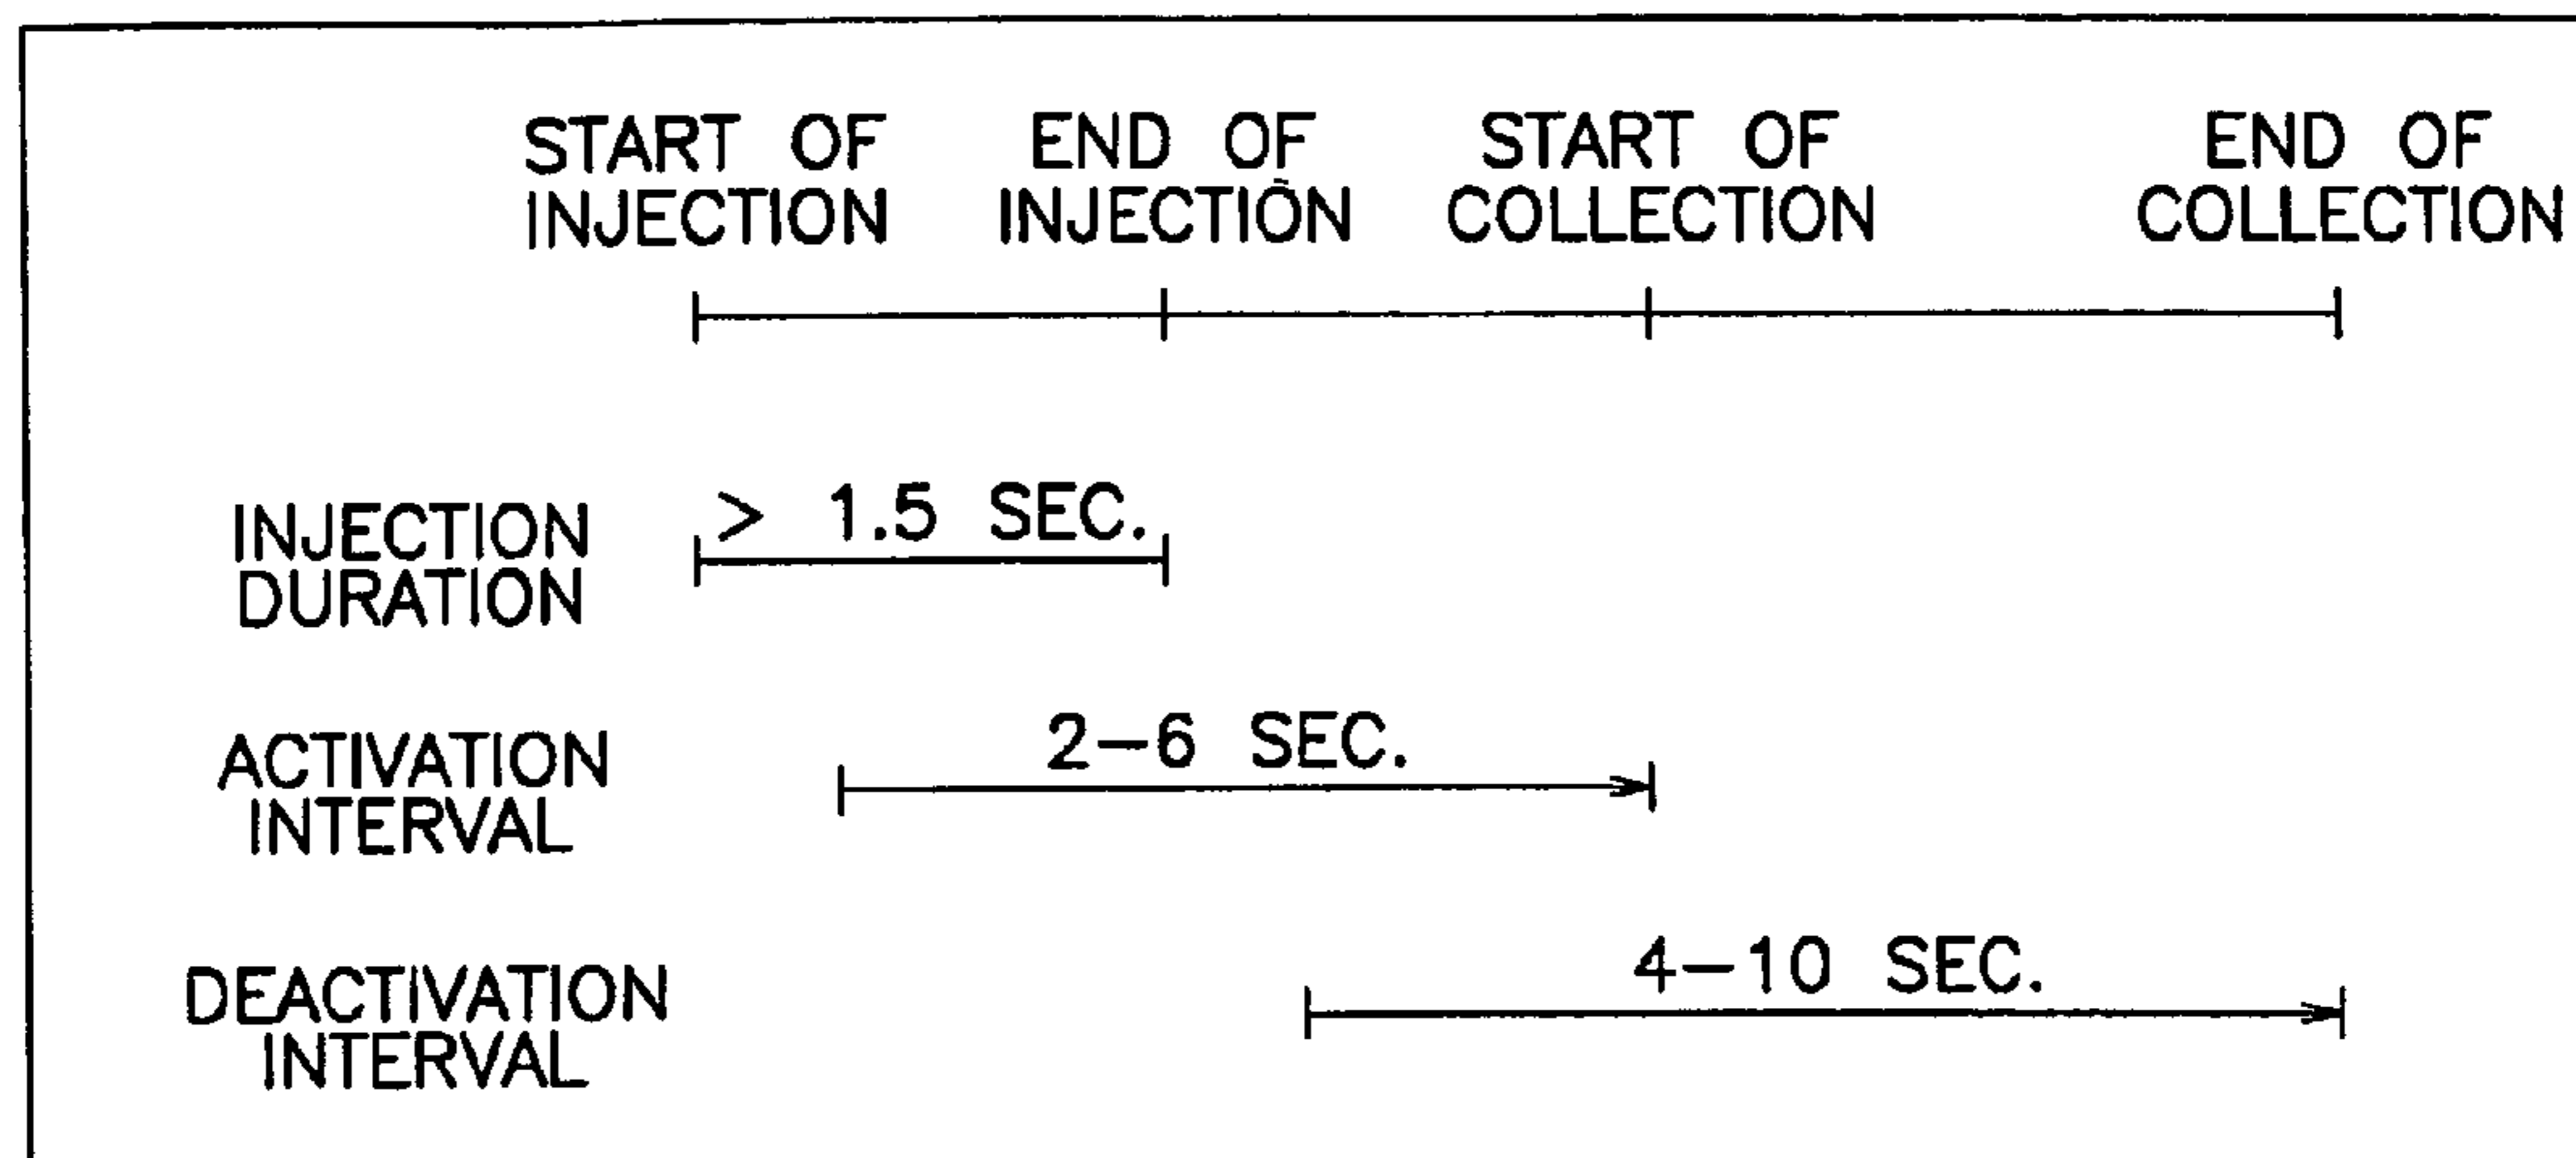 START OF INJECTION
END OF INJECTION
START OF COLLECTION
END OF COLLECTION
INJECTION
DURATION
> 1.5 SEC.
ACTIVATION
INTERVAL
2-6 SEC.
DEACTIVATION
INTERVAL
4-10 SEC.